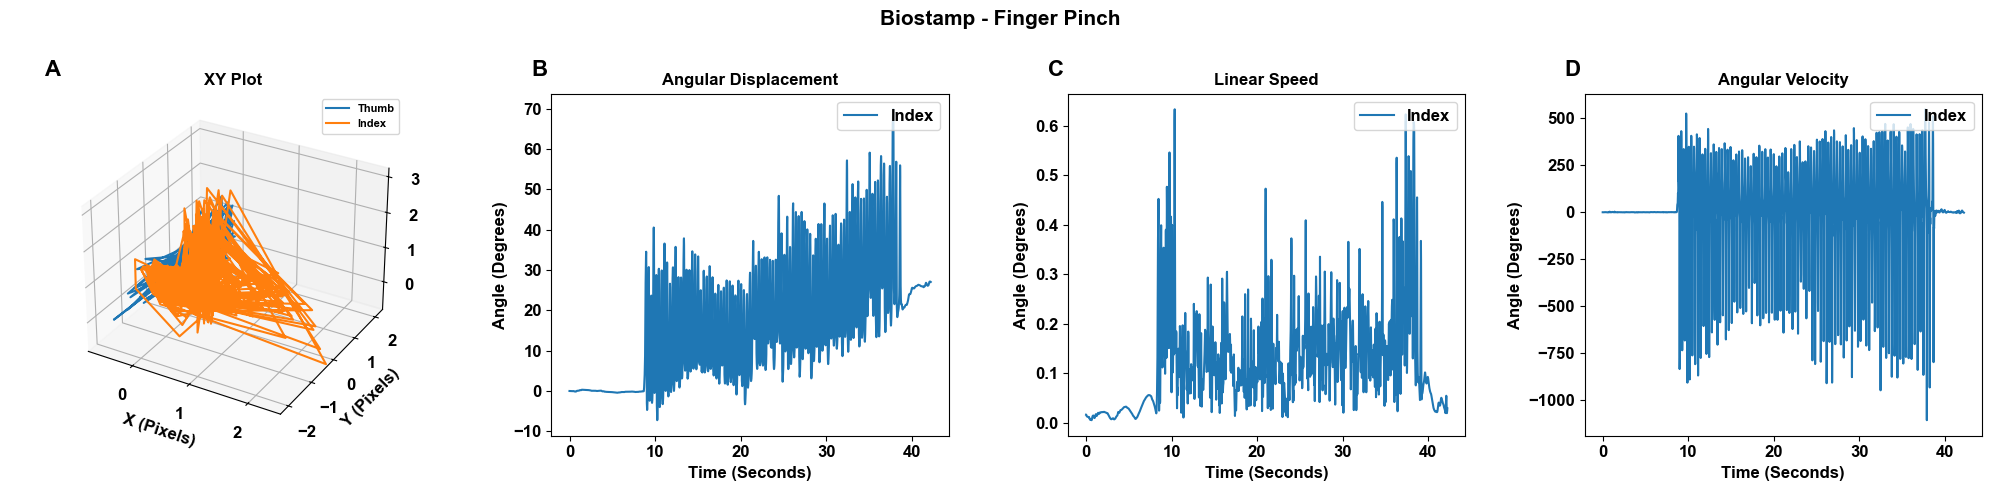 Biostamp - Finger Pinch
A
XY Plot
Thumb
Index
3
2
1
0
0
1
2
X (Pixels)
−2
−1
0
1
2
Y (Pixels)
B
Angular Displacement
Index
70
60
50
40
30
20
10
0
−10
Angle (Degrees)
0 10 20 30 40
Time (Seconds)
C
Linear Speed
Index
0.6
0.5
0.4
0.3
0.2
0.1
0.0
Angle (Degrees)
0 10 20 30 40
Time (Seconds)
D
Angular Velocity
Index
500
250
0
−250
−500
−750
−1000
Angle (Degrees)
0 10 20 30 40
Time (Seconds)